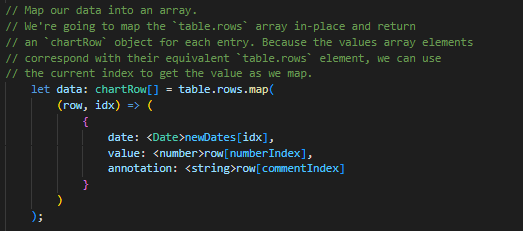 // Map our data into an array.
// We're going to map the `table.rows` array in-place and return
// an `chartRow` object for each entry. Because the values array elements
// correspond with their equivalent `table.rows` element, we can use
// the current index to get the value as we map.
let data: chartRow[] = table.rows.map(
(row, idx) => (
{
date: <Date>newDates[idx],
value: <number>row[numberIndex],
annotation: <string>row[commentIndex]
}
)
);